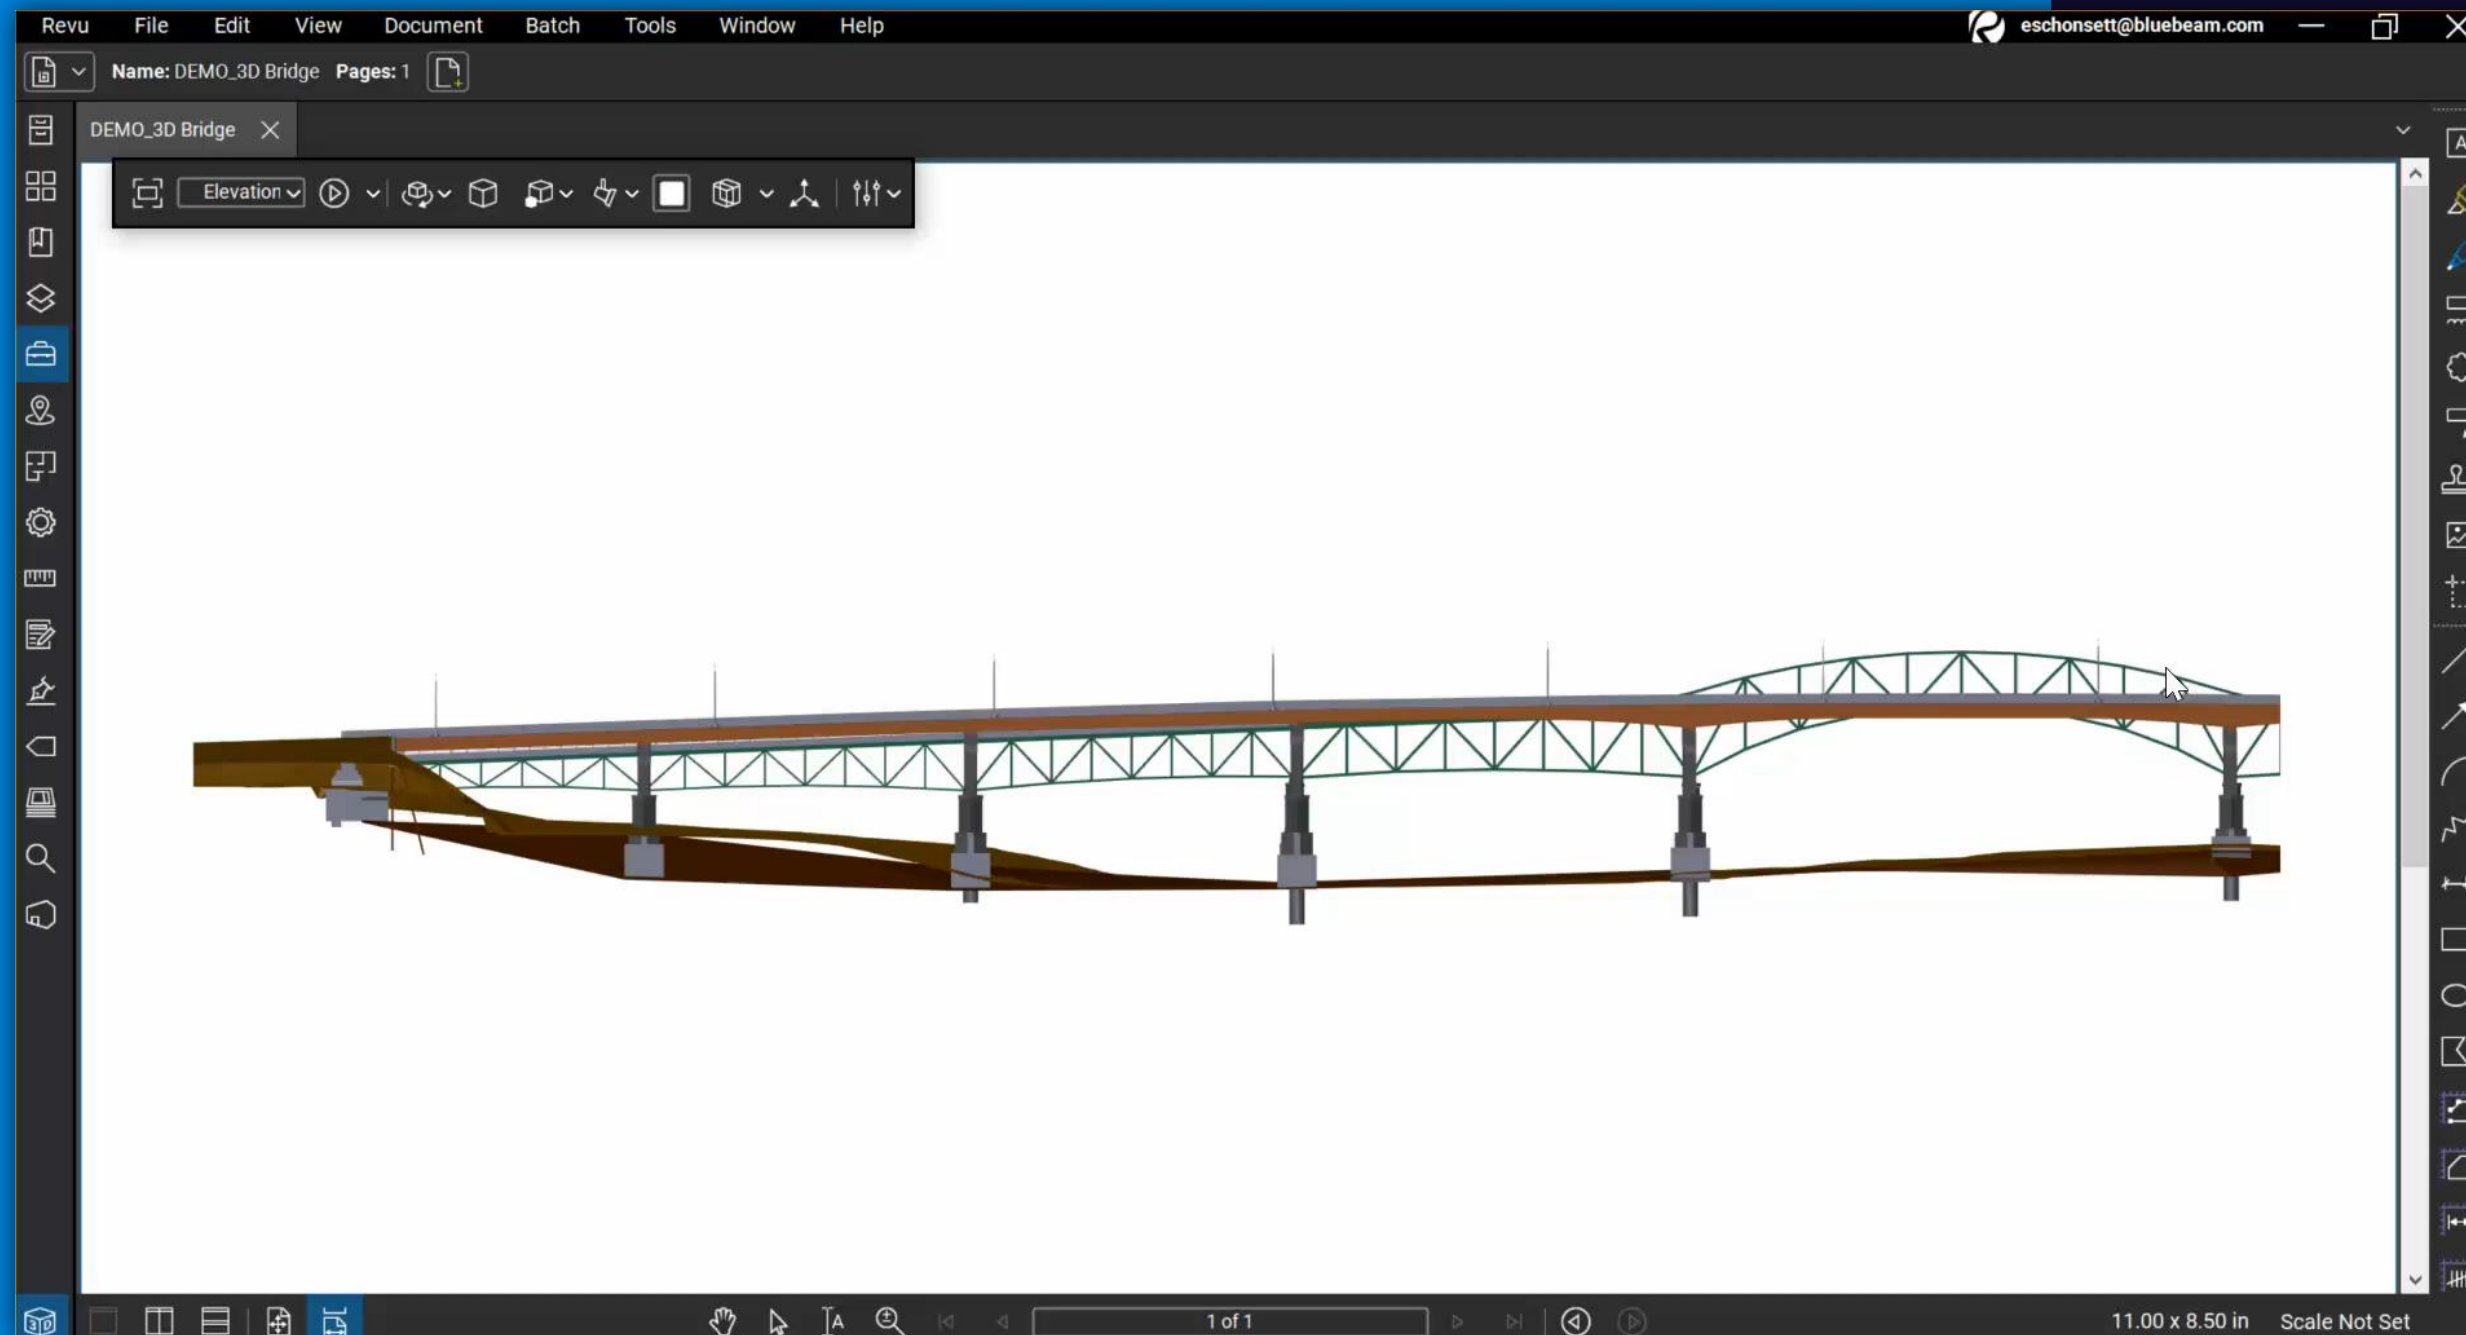 Revu File Edit View Document Batch Tools Window Help eschonsett@bluebeam.com
Name: DEMO_3D Bridge Pages: 1
DEMO_3D Bridge
Elevation
1 of 1 11.00 x 8.50 in Scale Not Set